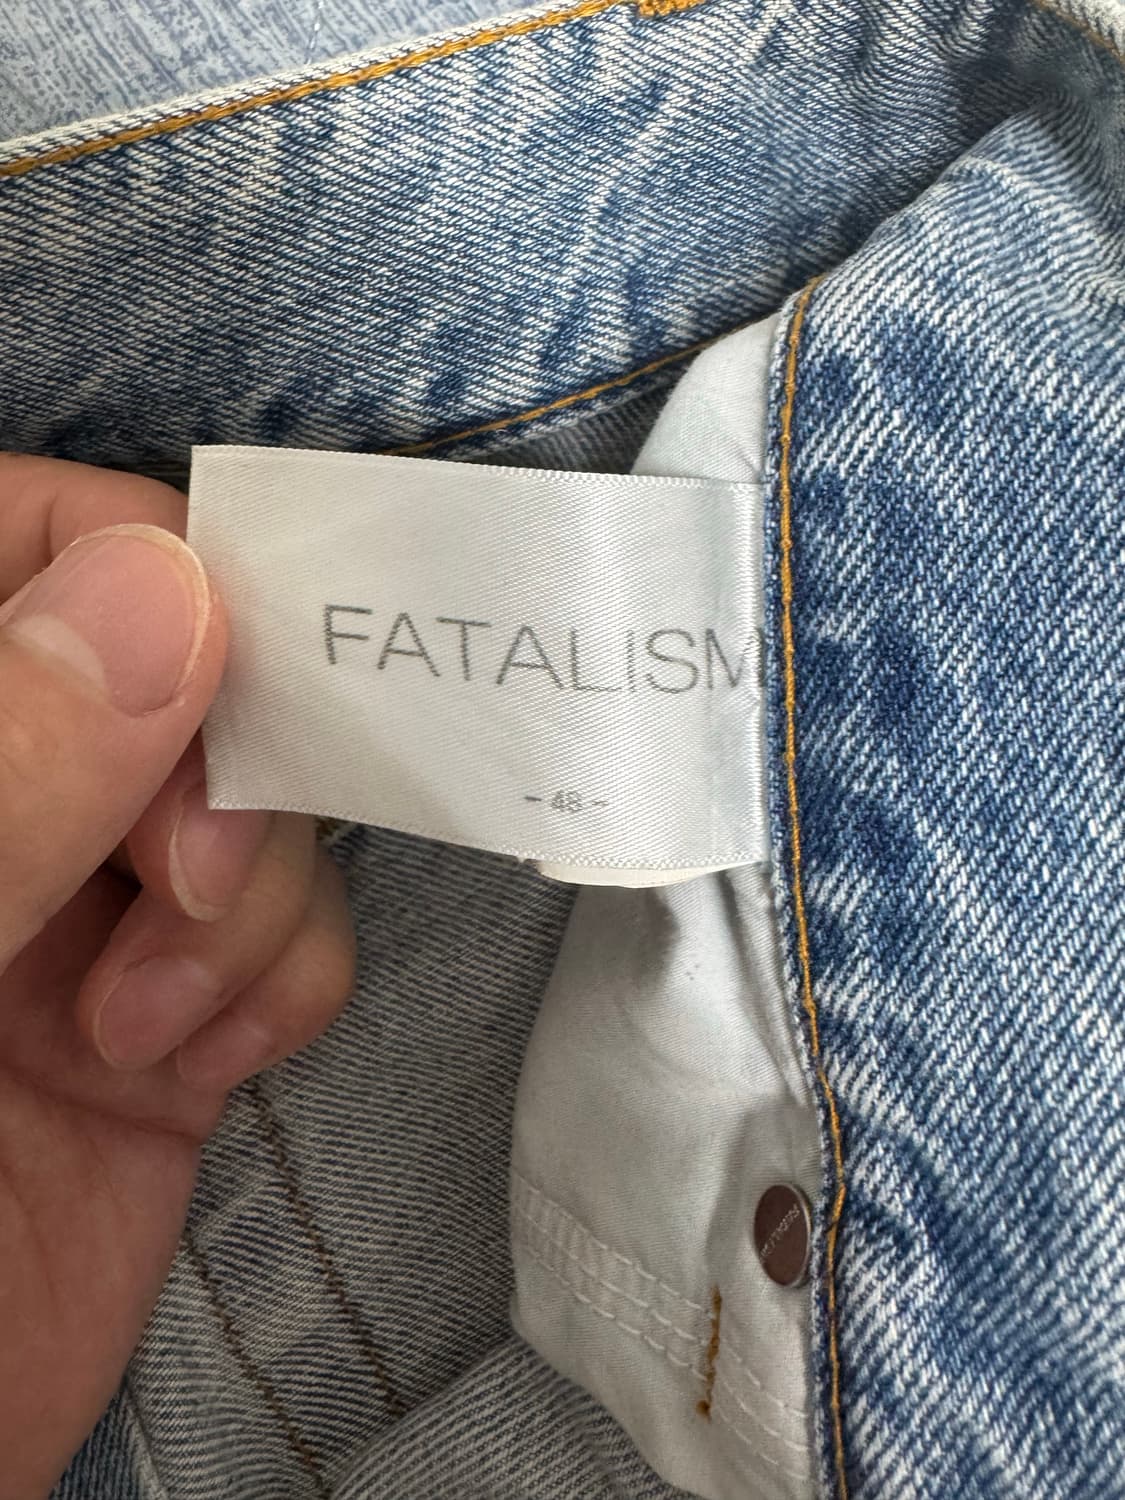 FATALISM
- 48 -